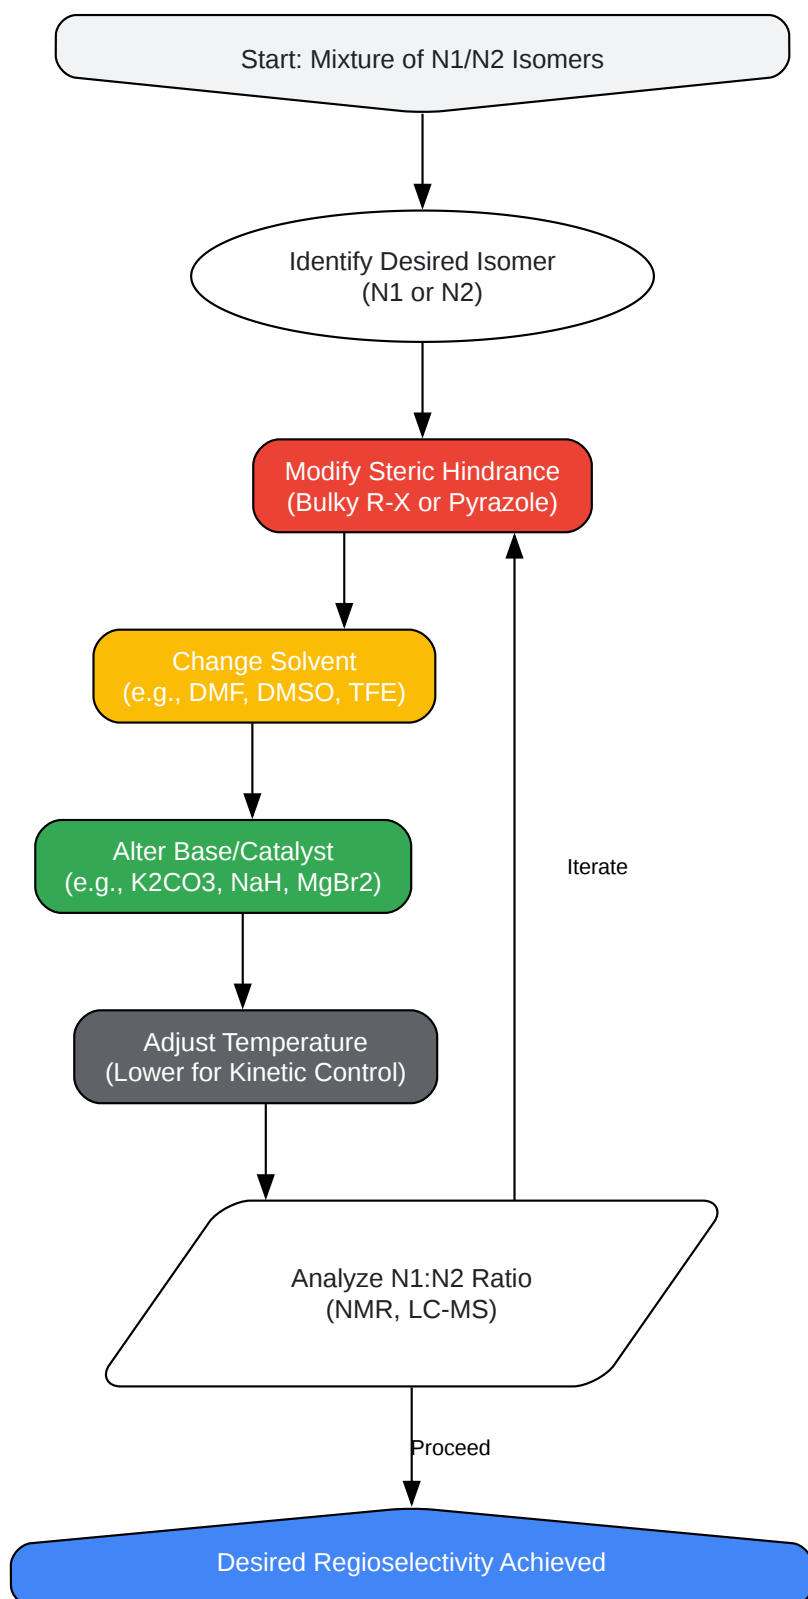 Start: Mixture of N1/N2 Isomers
Identify Desired Isomer
(N1 or N2)
Modify Steric Hindrance
(Bulky R-X or Pyrazole)
Change Solvent
(e.g., DMF, DMSO, TFE)
Alter Base/Catalyst
(e.g., K2CO3, NaH, MgBr2)
Iterate
Adjust Temperature
(Lower for Kinetic Control)
Analyze N1:N2 Ratio
(NMR, LC-MS)
Proceed
Desired Regioselectivity Achieved